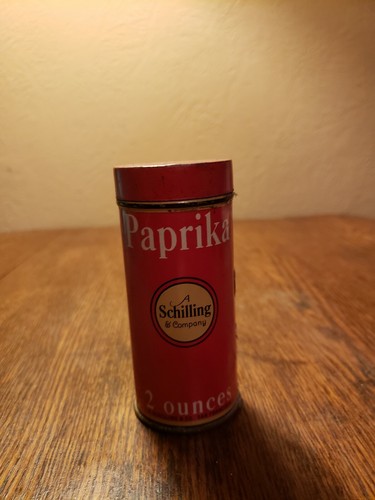 Paprika
A
Schilling
& Company
2 ounces